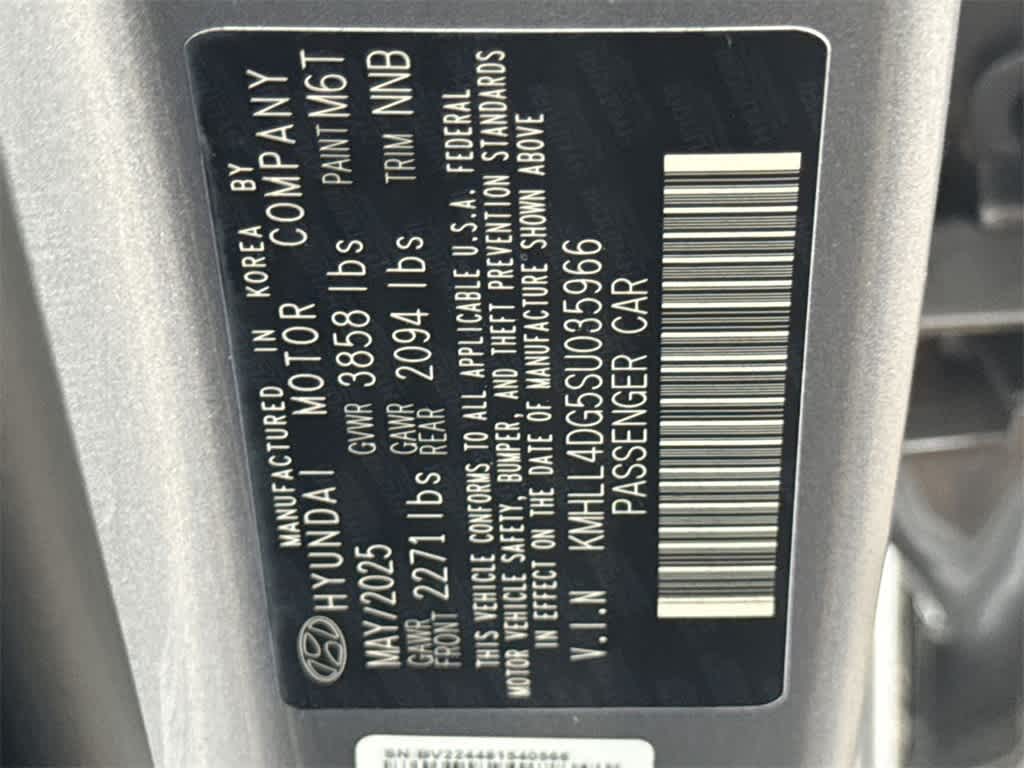 MANUFACTURED IN KOREA BY
HYUNDAI MOTOR COMPANY
MAY/2025 GVWR 3858 lbs PAINT M6T
GAWR FRONT 2271 lbs GAWR REAR 2094 lbs TRIM NNB
THIS VEHICLE CONFORMS TO ALL APPLICABLE U.S.A. FEDERAL
MOTOR VEHICLE SAFETY, BUMPER, AND THEFT PREVENTION STANDARDS
IN EFFECT ON THE DATE OF MANUFACTURE SHOWN ABOVE
V.I.N KMHLL4DG5SU035966
PASSENGER CAR